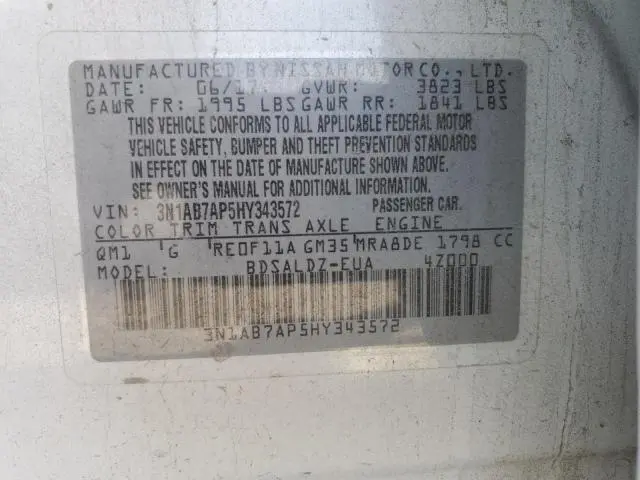 MANUFACTURED BY NISSAN MOTOR CO., LTD.
DATE: 06/17 GVWR: 3823 LBS
GAWR FR: 1995 LBS GAWR RR: 1841 LBS
THIS VEHICLE CONFORMS TO ALL APPLICABLE FEDERAL MOTOR
VEHICLE SAFETY, BUMPER AND THEFT PREVENTION STANDARDS
IN EFFECT ON THE DATE OF MANUFACTURE SHOWN ABOVE.
SEE OWNER'S MANUAL FOR ADDITIONAL INFORMATION.
VIN: 3N1AB7AP5HY343572 PASSENGER CAR.
COLOR TRIM TRANS AXLE ENGINE
QM1 'G 'RE0F11A GM35 'MRA8DE 1798 CC
MODEL: BDSALDZ-EUA 4Z000
3N1AB7AP5HY343572